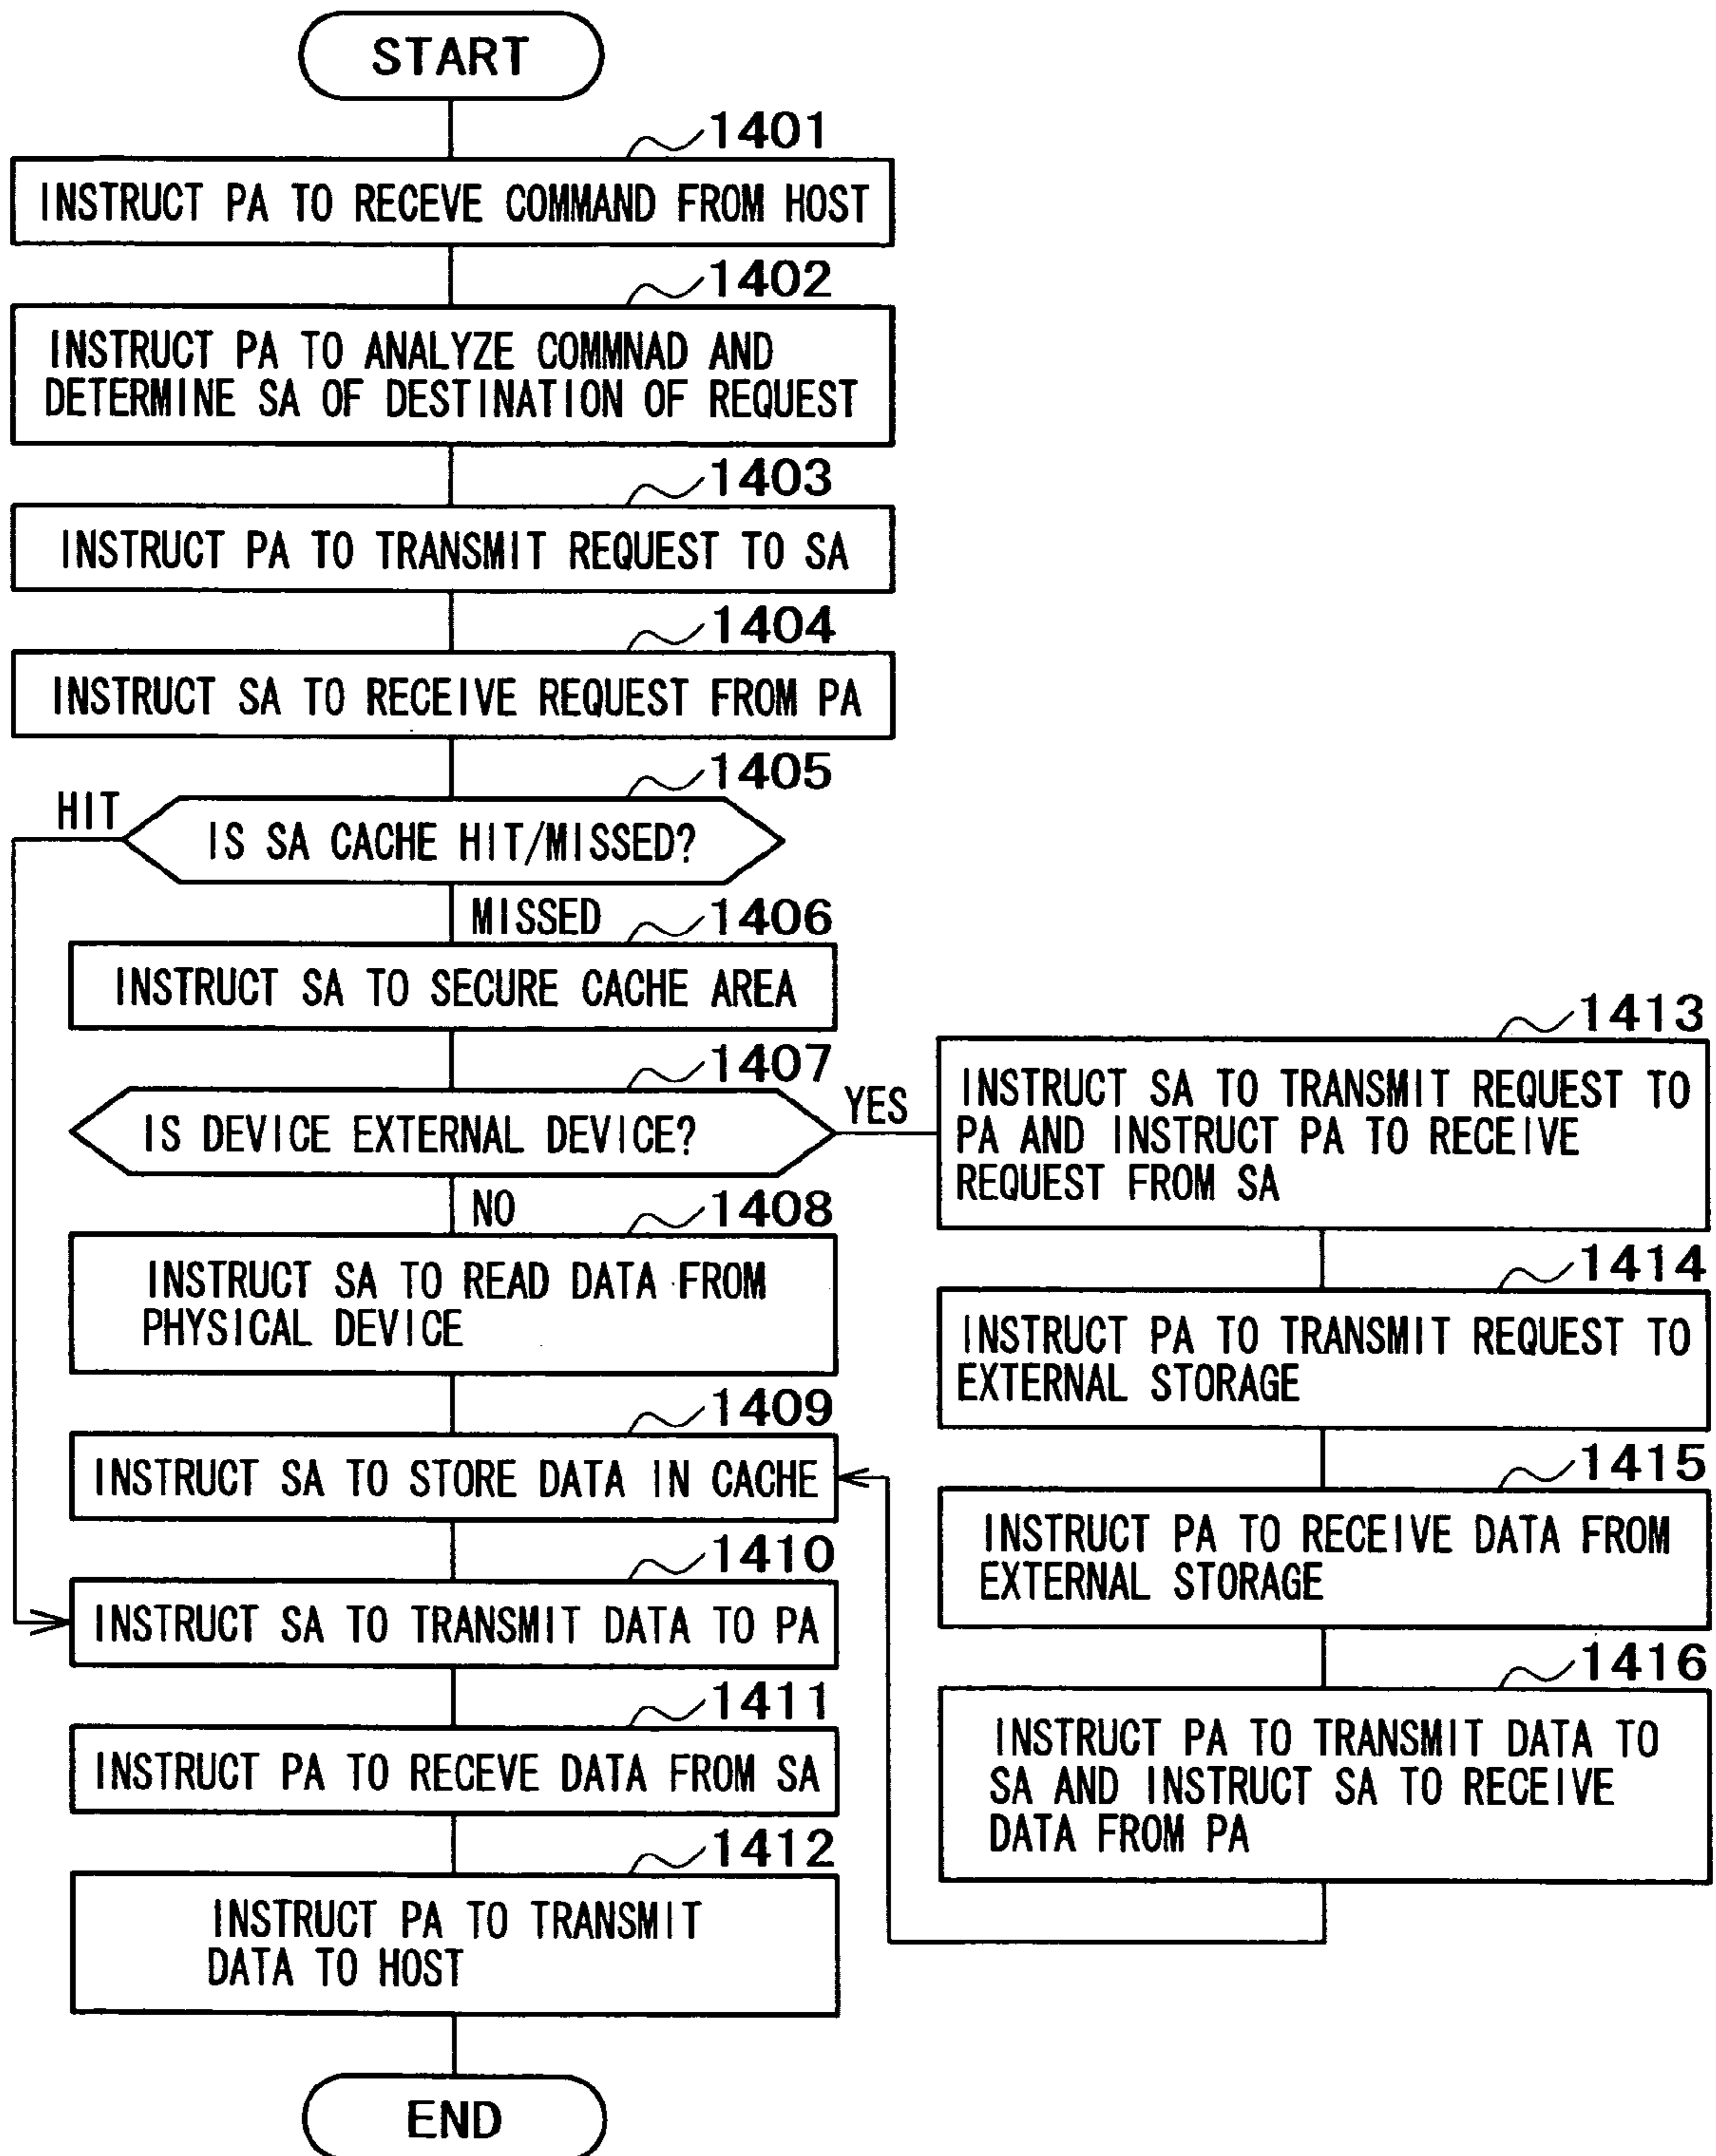 START
1401
INSTRUCT PA TO RECEVE COMMAND FROM HOST
1402
INSTRUCT PA TO ANALYZE COMMNAD AND
DETERMINE SA OF DESTINATION OF REQUEST
1403
INSTRUCT PA TO TRANSMIT REQUEST TO SA
1404
INSTRUCT SA TO RECEIVE REQUEST FROM PA
1405
HIT
IS SA CACHE HIT/MISSED?
MISSED
1406
INSTRUCT SA TO SECURE CACHE AREA
1407
IS DEVICE EXTERNAL DEVICE?
YES
NO
1408
INSTRUCT SA TO READ DATA FROM
PHYSICAL DEVICE
1409
INSTRUCT SA TO STORE DATA IN CACHE
1410
INSTRUCT SA TO TRANSMIT DATA TO PA
1411
INSTRUCT PA TO RECEVE DATA FROM SA
1412
INSTRUCT PA TO TRANSMIT
DATA TO HOST
END
1413
INSTRUCT SA TO TRANSMIT REQUEST TO
PA AND INSTRUCT PA TO RECEIVE
REQUEST FROM SA
1414
INSTRUCT PA TO TRANSMIT REQUEST TO
EXTERNAL STORAGE
1415
INSTRUCT PA TO RECEIVE DATA FROM
EXTERNAL STORAGE
1416
INSTRUCT PA TO TRANSMIT DATA TO
SA AND INSTRUCT SA TO RECEIVE
DATA FROM PA